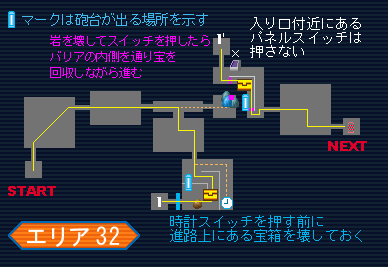 マークは砲台が出る場所を示す
入り口付近にある
パネルスイッチは
押さない
岩を壊してスイッチを押したら
バリアの内側を通り宝を
回収しながら進む
1
×
2
NEXT
START
1
時計スイッチを押す前に
進路上にある宝箱を壊しておく
エリア32